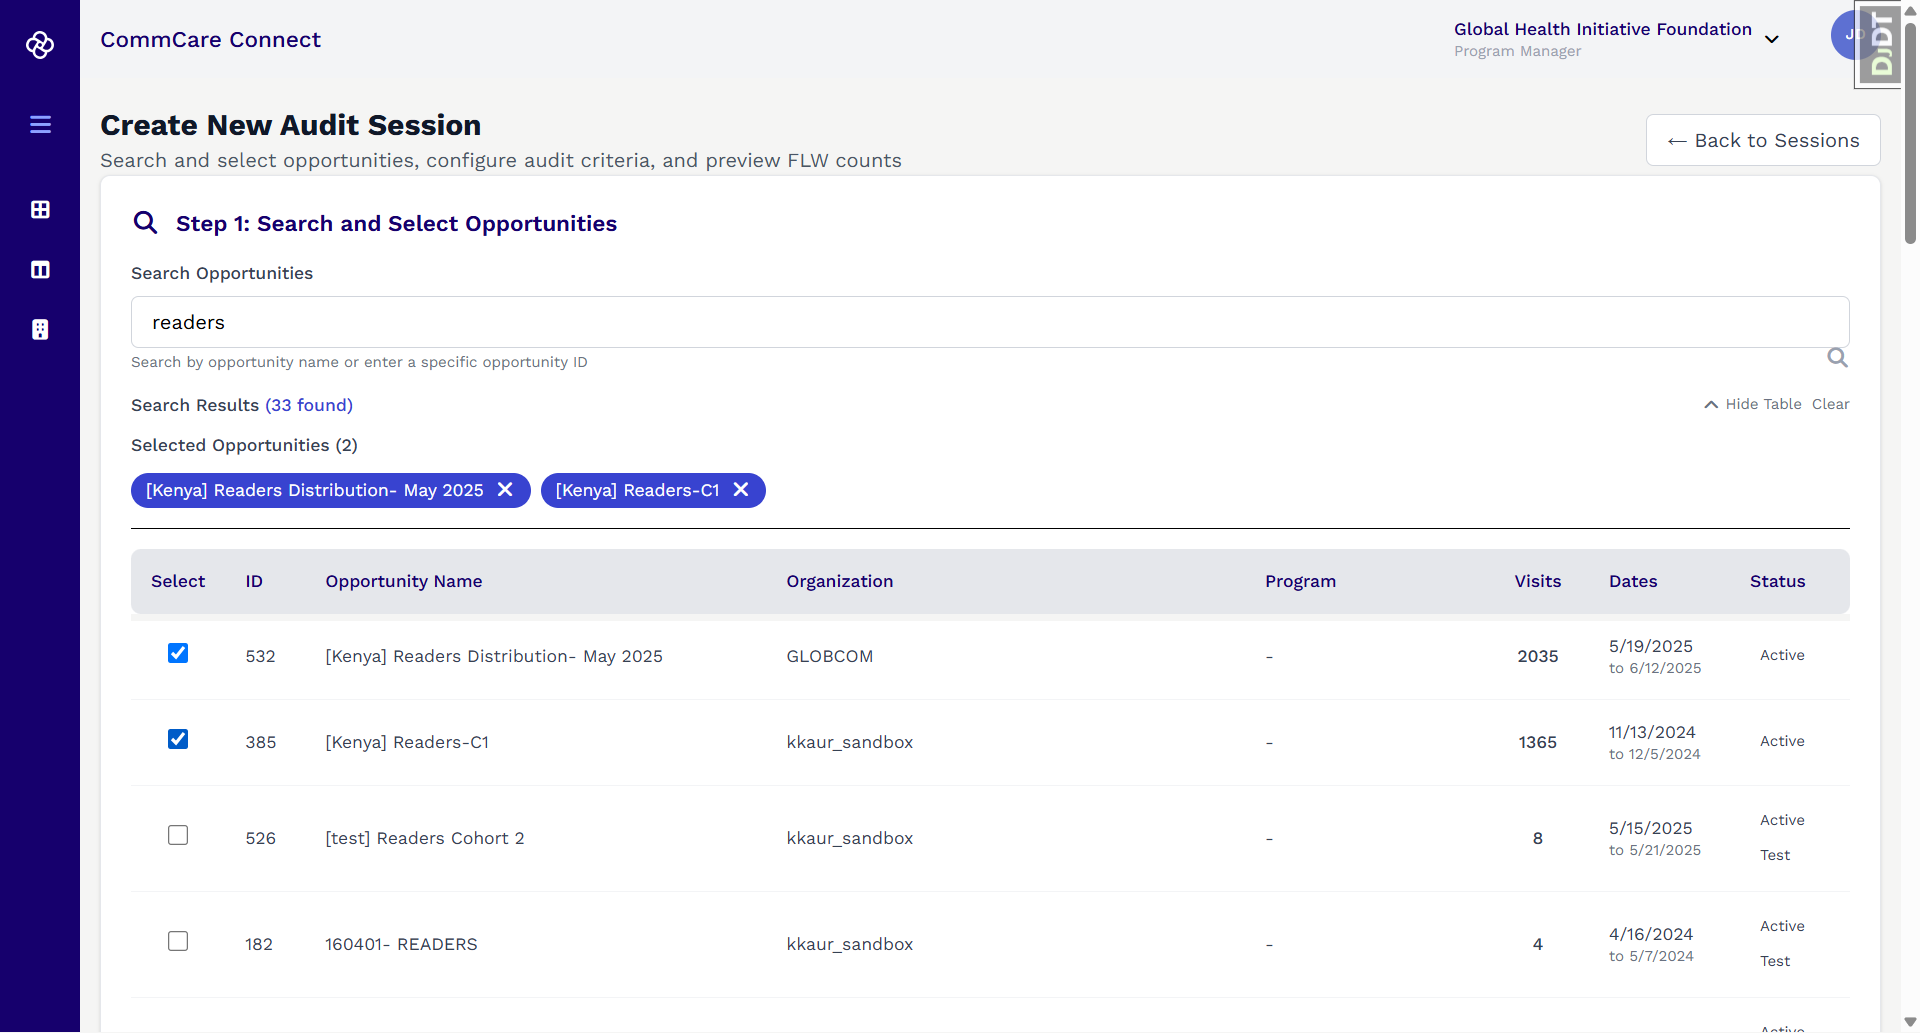 CommCare Connect
Global Health Initiative Foundation
Program Manager
DjDT
Create New Audit Session
Search and select opportunities, configure audit criteria, and preview FLW counts
← Back to Sessions
Step 1: Search and Select Opportunities
Search Opportunities
readers
Search by opportunity name or enter a specific opportunity ID
Search Results (33 found)
Hide Table Clear
Selected Opportunities (2)
[Kenya] Readers Distribution- May 2025 ✕ [Kenya] Readers-C1 ✕
Select ID Opportunity Name Organization Program Visits Dates Status
532 [Kenya] Readers Distribution- May 2025 GLOBCOM - 2035 5/19/2025 Active
to 6/12/2025
385 [Kenya] Readers-C1 kkaur_sandbox - 1365 11/13/2024 Active
to 12/5/2024
526 [test] Readers Cohort 2 kkaur_sandbox - 8 5/15/2025 Active
to 5/21/2025 Test
182 160401- READERS kkaur_sandbox - 4 4/16/2024 Active
to 5/7/2024 Test
Active